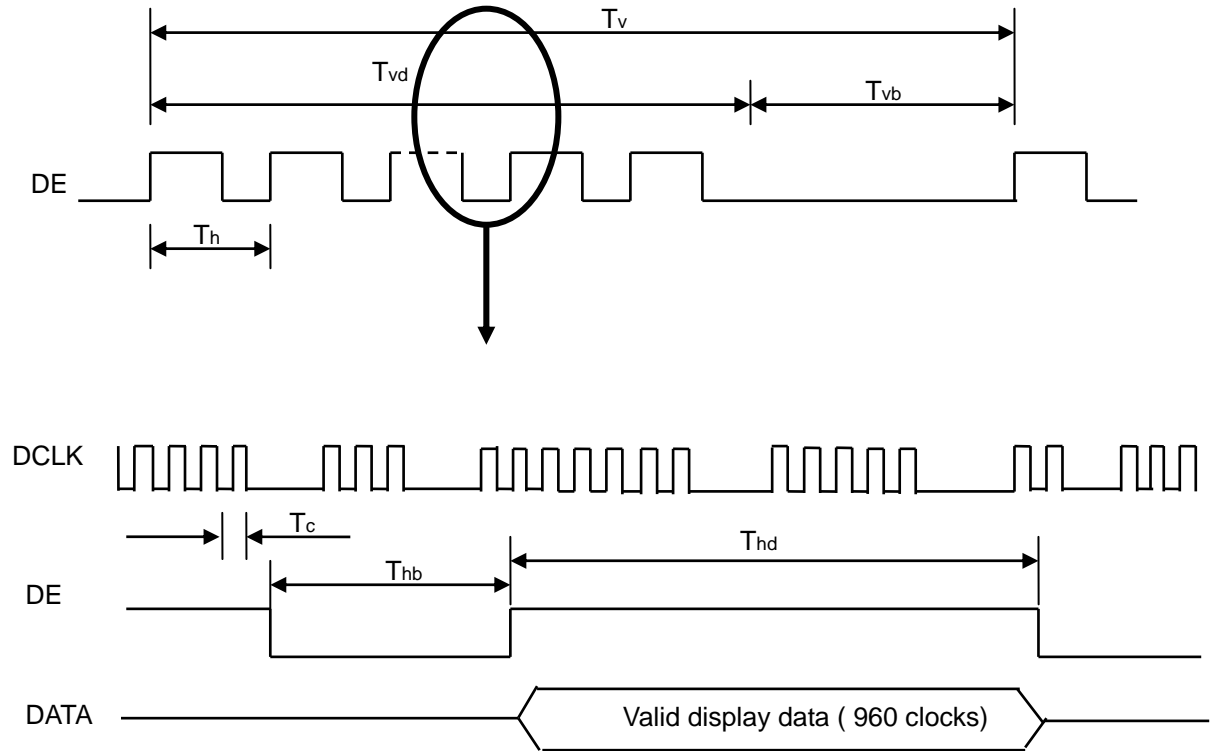 Tv
Tvd
Tvb
DE
Th
DCLK
Tc
Thd
Thb
DE
DATA
Valid display data ( 960 clocks)